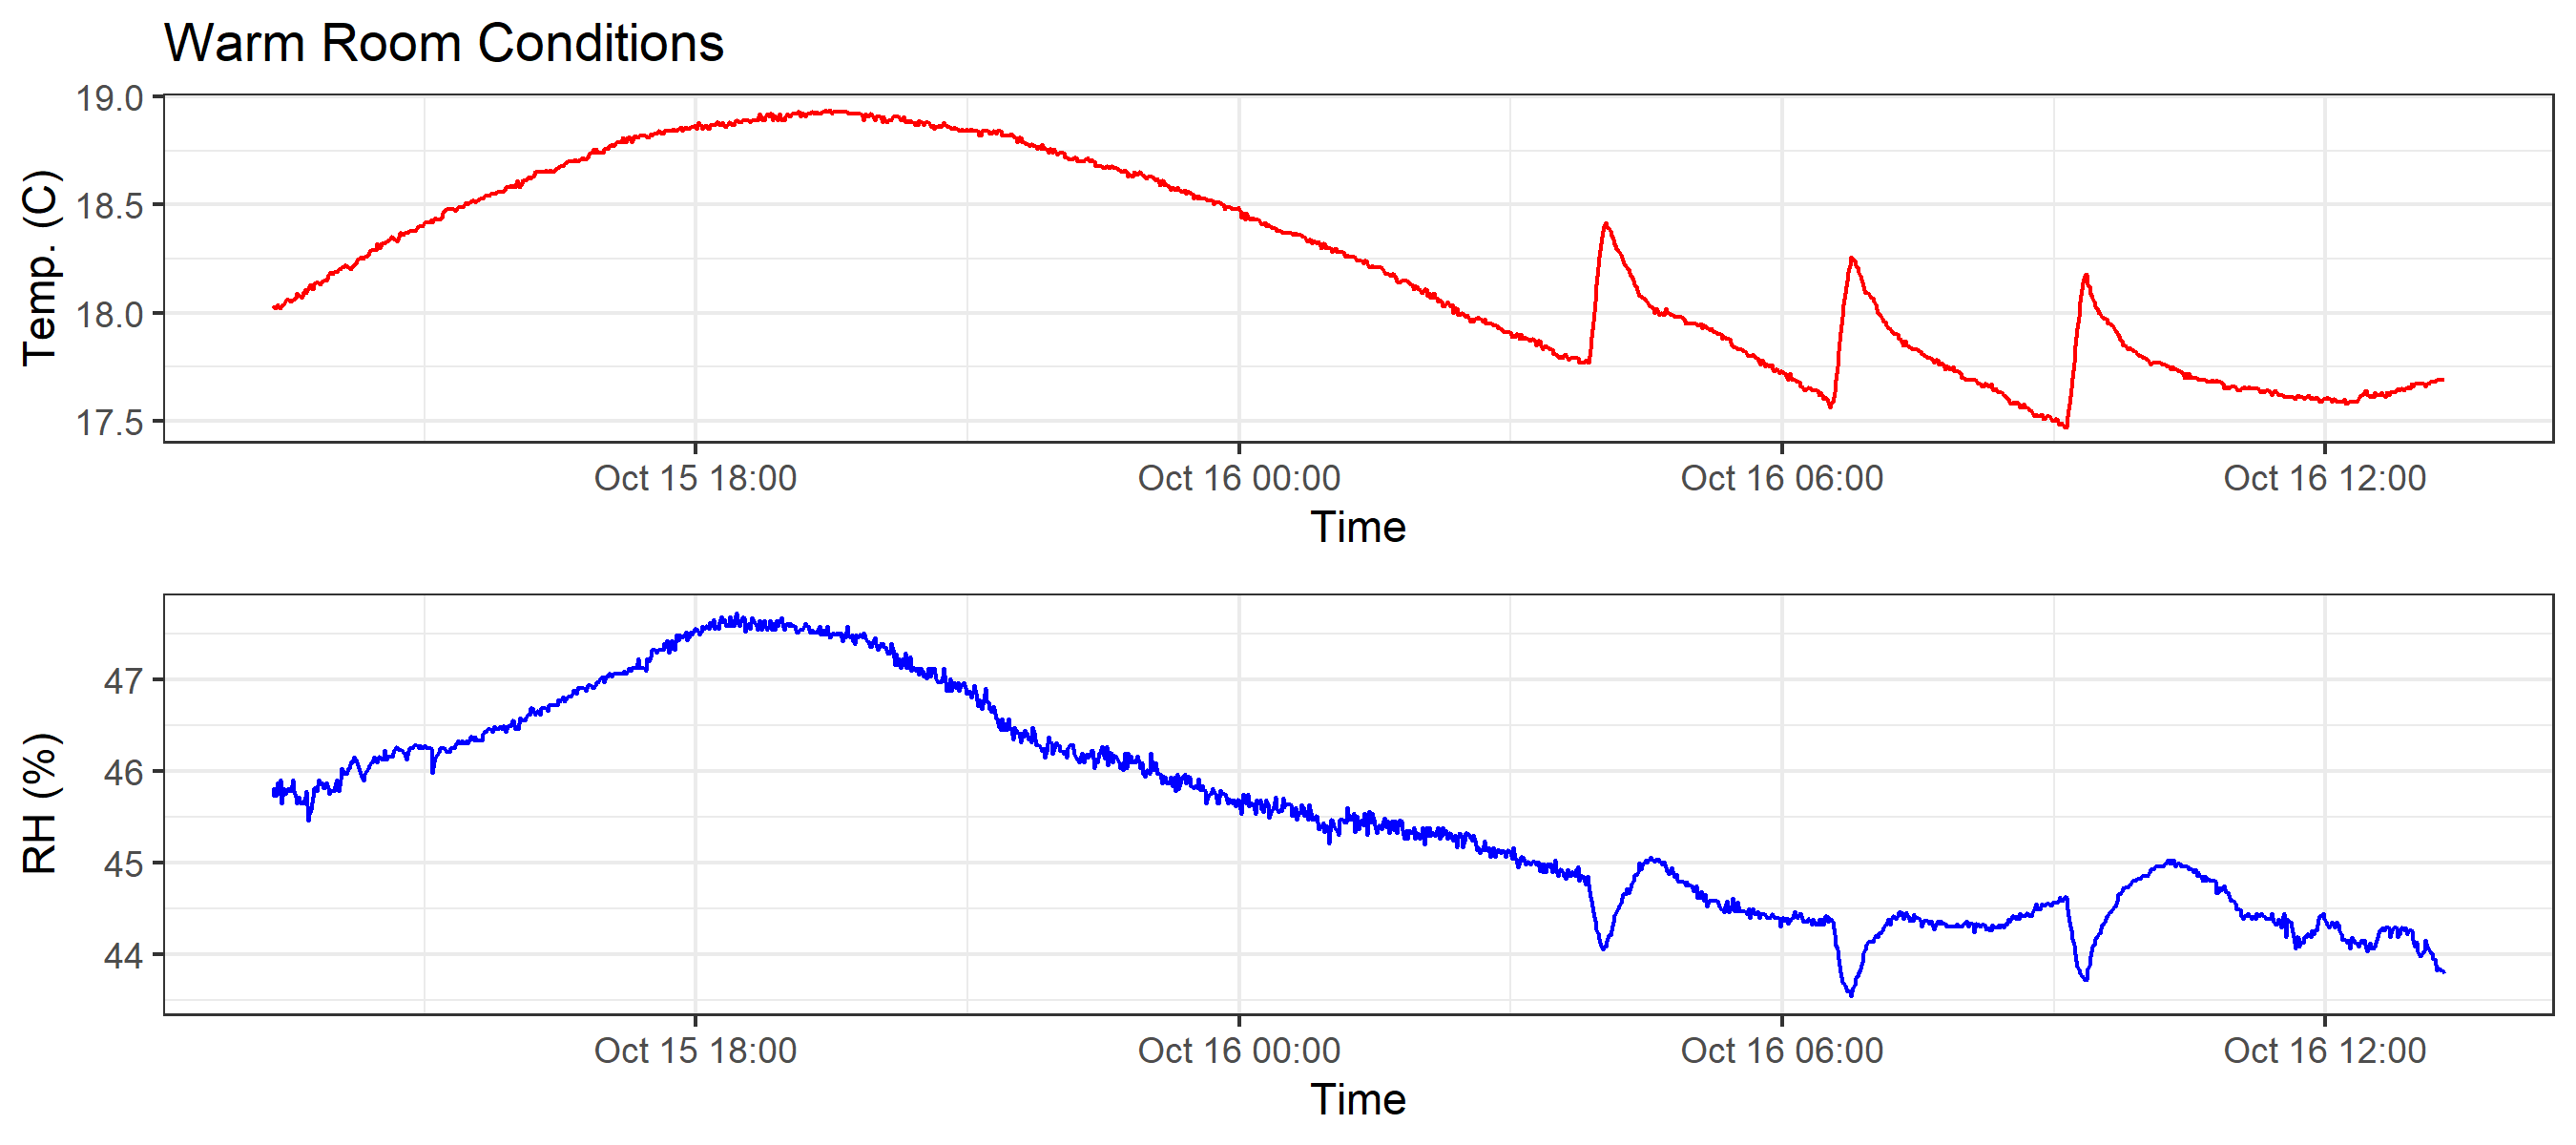 Warm Room Conditions
Temp. (C)
19.0
18.5
18.0
17.5
Oct 15 18:00 Oct 16 00:00 Oct 16 06:00 Oct 16 12:00
Time
RH (%)
47
46
45
44
Oct 15 18:00 Oct 16 00:00 Oct 16 06:00 Oct 16 12:00
Time